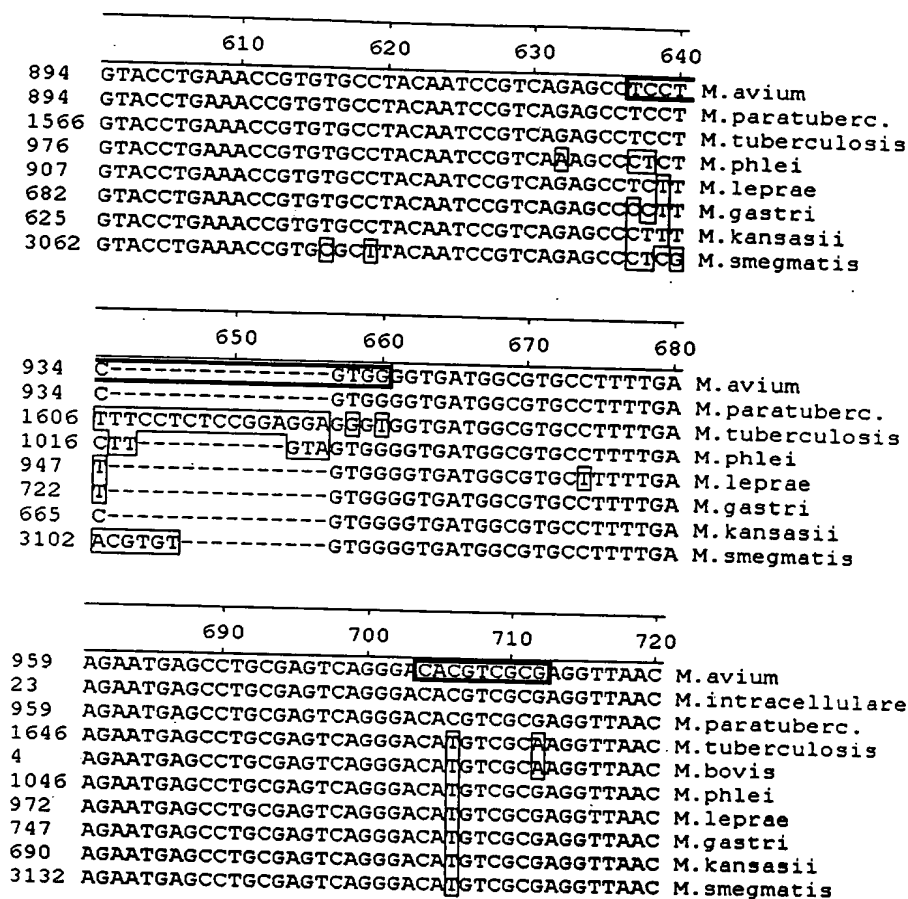 610 620 630 640
894 GTACCTGAAACCGTGTGCCTACAATCCGTCAGAGCCTCCT M.avium
894 GTACCTGAAACCGTGTGCCTACAATCCGTCAGAGCCTCCT M.paratuberc.
1566 GTACCTGAAACCGTGTGCCTACAATCCGTCAGAGCCTCCT M.tuberculosis
976 GTACCTGAAACCGTGTGCCTACAATCCGTCAAAGCCCTCT M.phlei
907 GTACCTGAAACCGTGTGCCTACAATCCGTCAGAGCCTCTT M.leprae
682 GTACCTGAAACCGTGTGCCTACAATCCGTCAGAGCCCCTT M.gastri
625 GTACCTGAAACCGTGTGCCTACAATCCGTCAGAGCCCTTT M.kansasii
3062 GTACCTGAAACCGTGCGCTTACAATCCGTCAGAGCCCTCG M.smegmatis
650 660 670 680
934 C---------------GTGGGGTGATGGCGTGCCTTTTGA M.avium
934 C---------------GTGGGGTGATGGCGTGCCTTTTGA M.paratuberc.
1606 TTTCCTCTCCGGAGGAGGGTGGTGATGGCGTGCCTTTTGA M.tuberculosis
1016 CTT----------GTAGTGGGGTGATGGCGTGCCTTTTGA M.phlei
947 T---------------GTGGGGTGATGGCGTGCTTTTTGA M.leprae
722 T---------------GTGGGGTGATGGCGTGCCTTTTGA M.gastri
665 C---------------GTGGGGTGATGGCGTGCCTTTTGA M.kansasii
3102 ACGTGT----------GTGGGGTGATGGCGTGCCTTTTGA M.smegmatis
690 700 710 720
959 AGAATGAGCCTGCGAGTCAGGGACACGTCGCGAGGTTAAC M.avium
23 AGAATGAGCCTGCGAGTCAGGGACACGTCGCGAGGTTAAC M.intracellulare
959 AGAATGAGCCTGCGAGTCAGGGACACGTCGCGAGGTTAAC M.paratuberc.
1646 AGAATGAGCCTGCGAGTCAGGGACATGTCGCAAGGTTAAC M.tuberculosis
4 AGAATGAGCCTGCGAGTCAGGGACATGTCGCAAGGTTAAC M.bovis
1046 AGAATGAGCCTGCGAGTCAGGGACATGTCGCGAGGTTAAC M.phlei
972 AGAATGAGCCTGCGAGTCAGGGACATGTCGCGAGGTTAAC M.leprae
747 AGAATGAGCCTGCGAGTCAGGGACATGTCGCGAGGTTAAC M.gastri
690 AGAATGAGCCTGCGAGTCAGGGACATGTCGCGAGGTTAAC M.kansasii
3132 AGAATGAGCCTGCGAGTCAGGGACATGTCGCGAGGTTAAC M.smegmatis